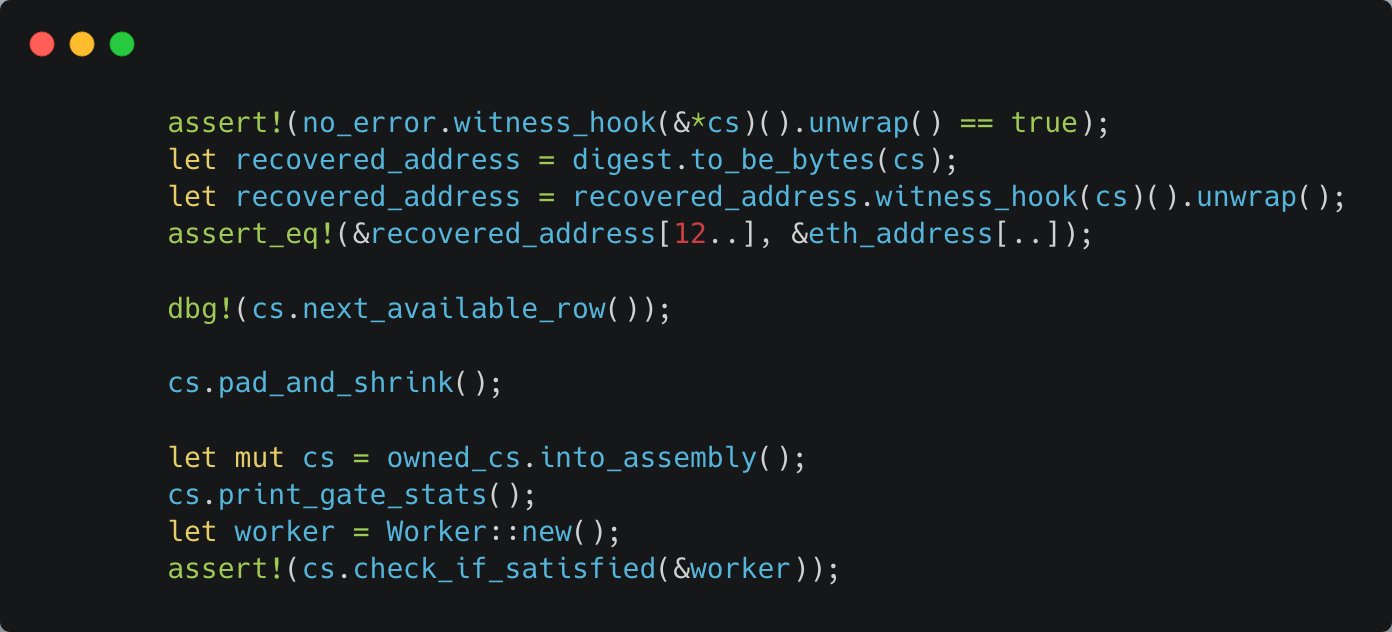 assert!(no_error.witness_hook(&*cs)().unwrap() == true);
let recovered_address = digest.to_be_bytes(cs);
let recovered_address = recovered_address.witness_hook(cs)().unwrap();
assert_eq!(&recovered_address[12..], &eth_address[..]);
dbg!(cs.next_available_row());
cs.pad_and_shrink();
let mut cs = owned_cs.into_assembly();
cs.print_gate_stats();
let worker = Worker::new();
assert!(cs.check_if_satisfied(&worker));